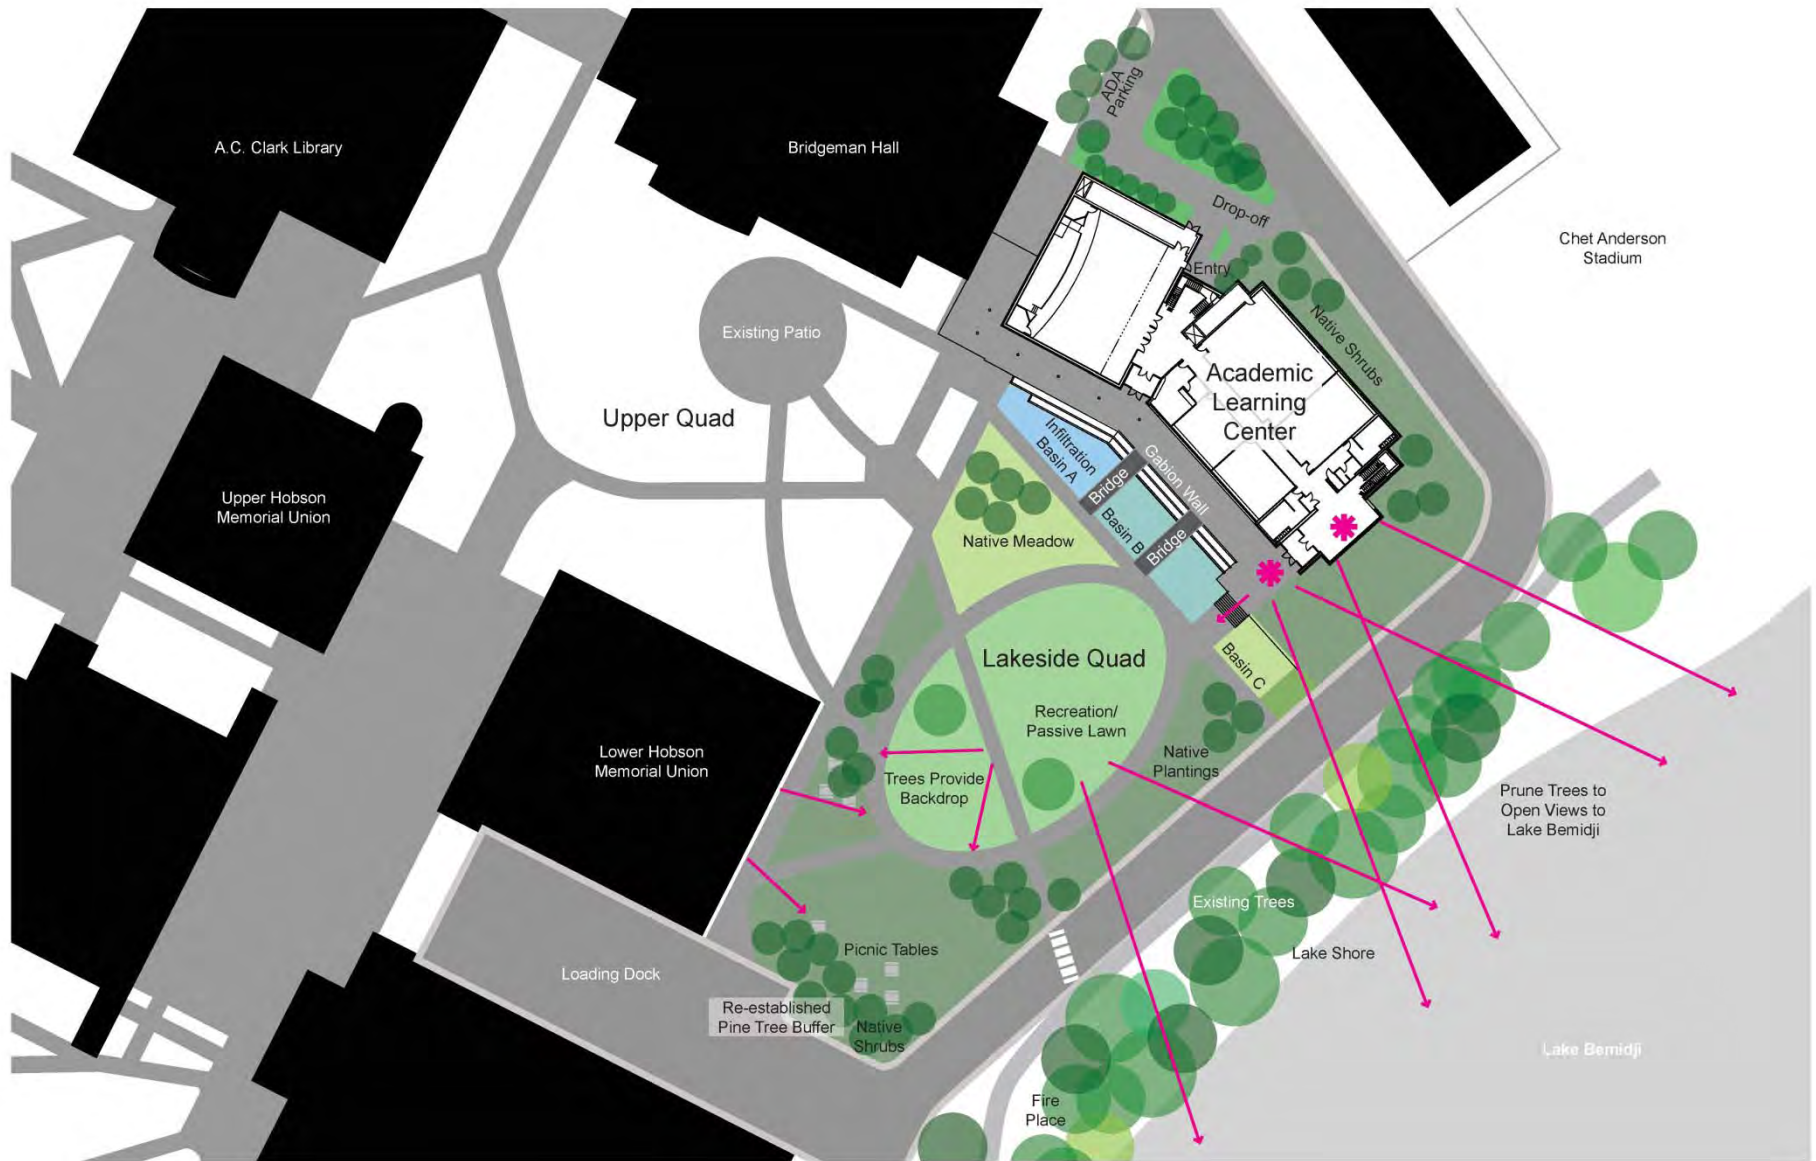 ADA
Parking
A.C. Clark Library
Bridgeman Hall
Drop-off
Chet Anderson
Stadium
Entry
Existing Patio
Native Shrubs
Academic
Learning
Center
Upper Quad
Infiltration
Basin A
Gabion Wall
Bridge
Upper Hobson
Memorial Union
Basin B
Native Meadow
Bridge
Lakeside Quad
Basin C
Recreation/
Passive Lawn
Lower Hobson
Memorial Union
Native
Plantings
Trees Provide
Backdrop
Prune Trees to
Open Views to
Lake Bemidji
Existing Trees
Picnic Tables
Lake Shore
Loading Dock
Re-established
Pine Tree Buffer
Native
Shrubs
Lake Bemidji
Fire
Place